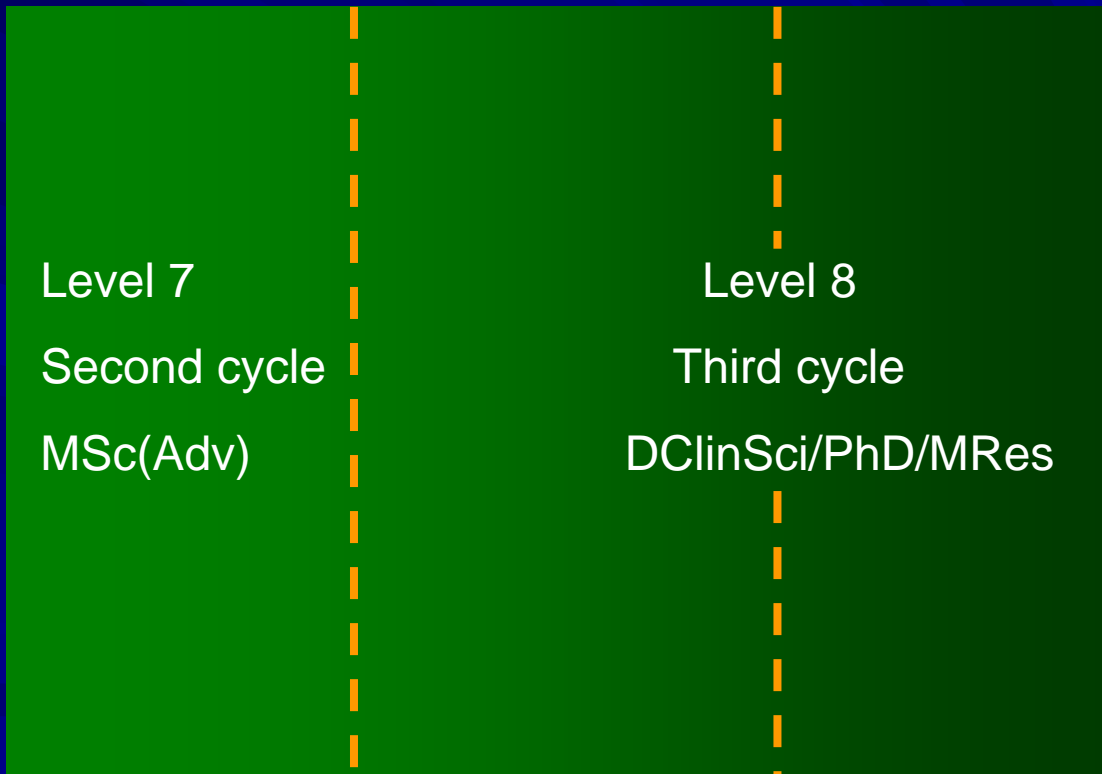 Level 7
Second cycle
MSc(Adv)
Level 8
Third cycle
DClinSci/PhD/MRes